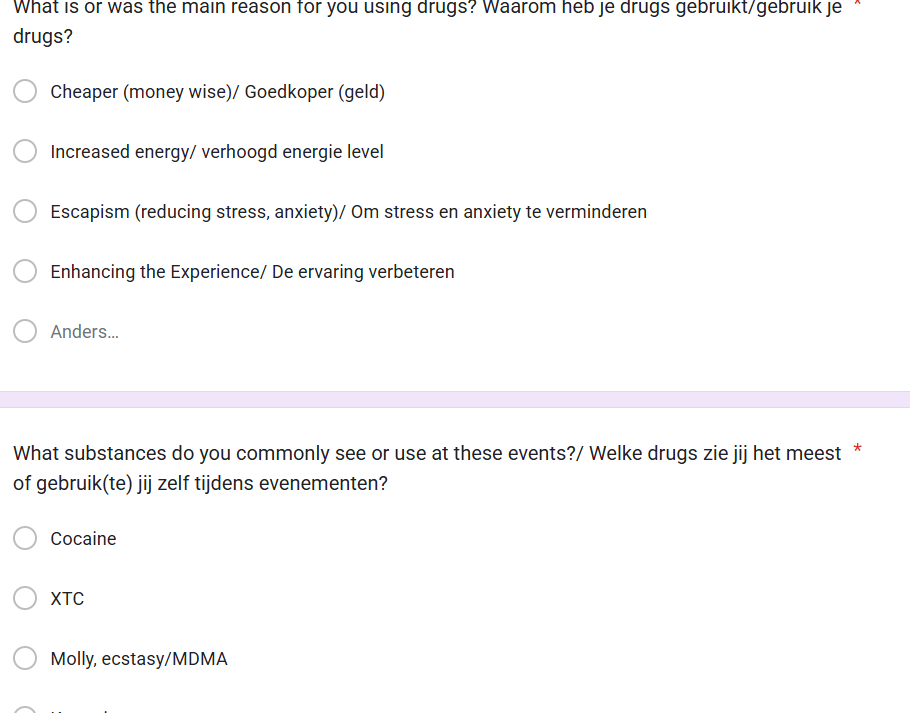 What is or was the main reason for you using drugs? Waarom heb je drugs gebruikt/gebruik je *
drugs?
Cheaper (money wise)/ Goedkoper (geld)
Increased energy/ verhoogd energie level
Escapism (reducing stress, anxiety)/ Om stress en anxiety te verminderen
Enhancing the Experience/ De ervaring verbeteren
Anders...
What substances do you commonly see or use at these events?/ Welke drugs zie jij het meest *
of gebruik(te) jij zelf tijdens evenementen?
Cocaine
XTC
Molly, ecstasy/MDMA